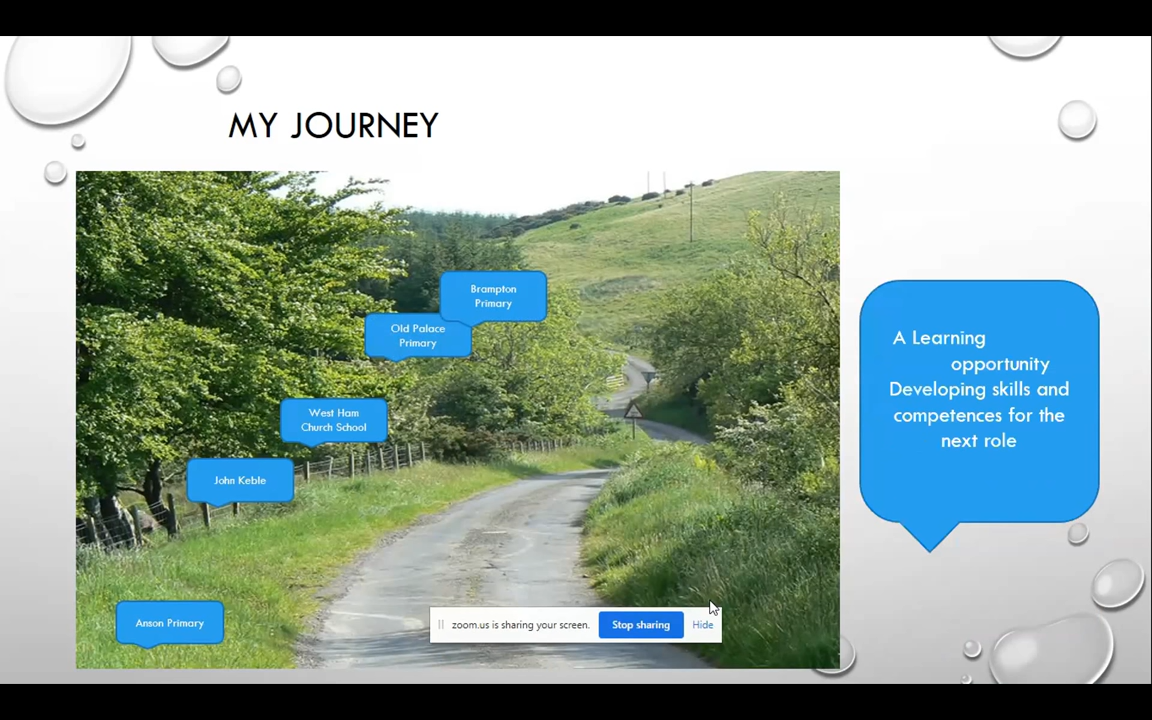 MY JOURNEY
Brampton
Primary
Old Palace
Primary
West Ham
Church School
John Keble
Anson Primary
A Learning
opportunity
Developing skills and
competences for the
next role
zoom.us is sharing your screen. Stop sharing Hide